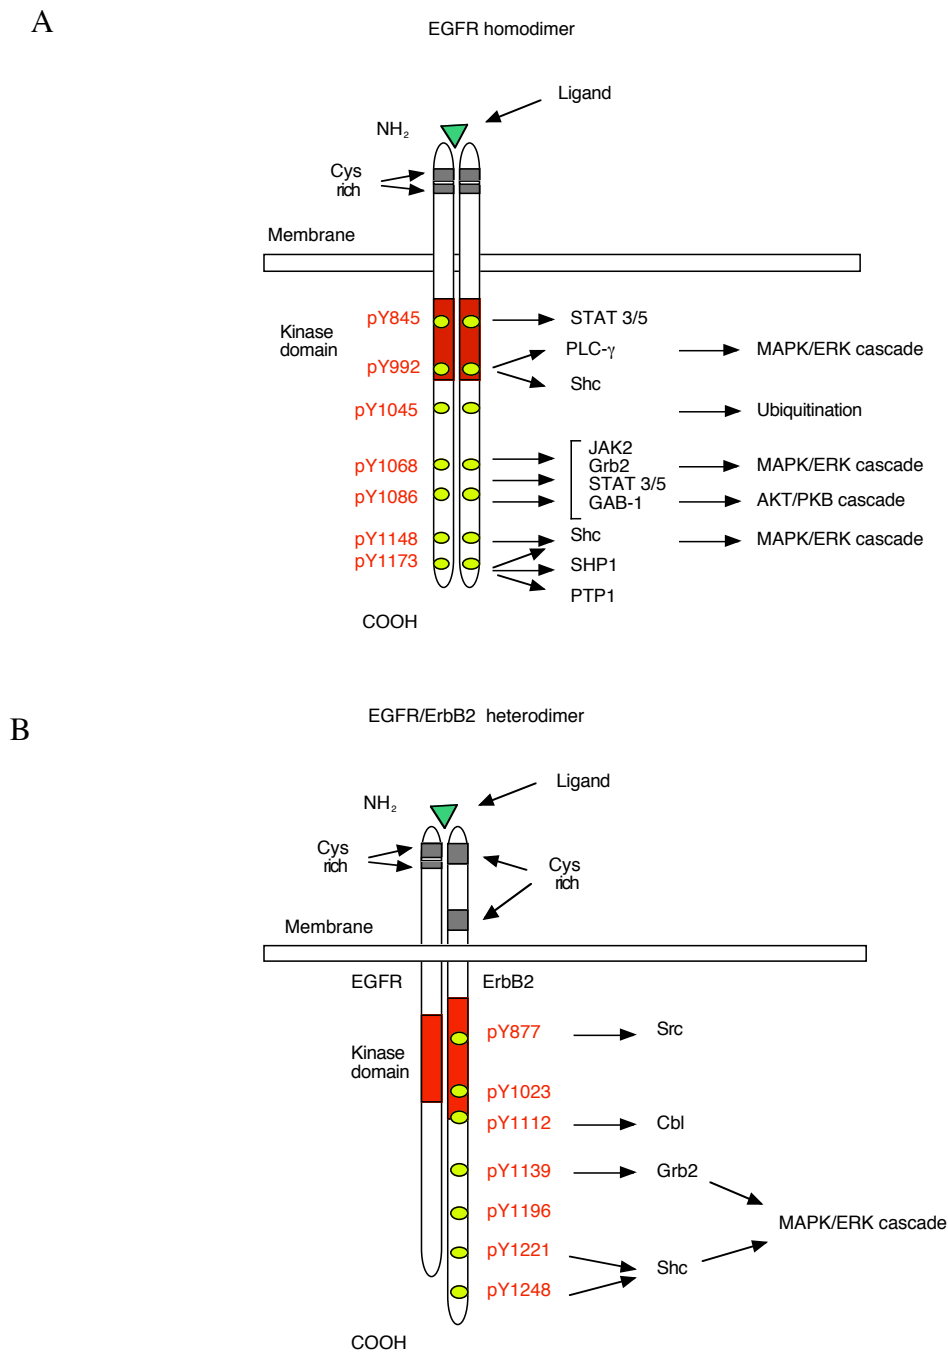 A
EGFR homodimer
Ligand
NH2
Cys
rich
Membrane
Kinase
domain
pY845
STAT 3/5
PLC-γ
MAPK/ERK cascade
pY992
Shc
pY1045
Ubiquitination
JAK2
pY1068
Grb2
MAPK/ERK cascade
STAT 3/5
pY1086
GAB-1
AKT/PKB cascade
pY1148
Shc
MAPK/ERK cascade
pY1173
SHP1
PTP1
COOH
B
EGFR/ErbB2 heterodimer
Ligand
NH2
Cys
rich
Cys
rich
Membrane
EGFR
ErbB2
pY877
Src
Kinase
domain
pY1023
pY1112
Cbl
pY1139
Grb2
pY1196
MAPK/ERK cascade
pY1221
Shc
pY1248
COOH